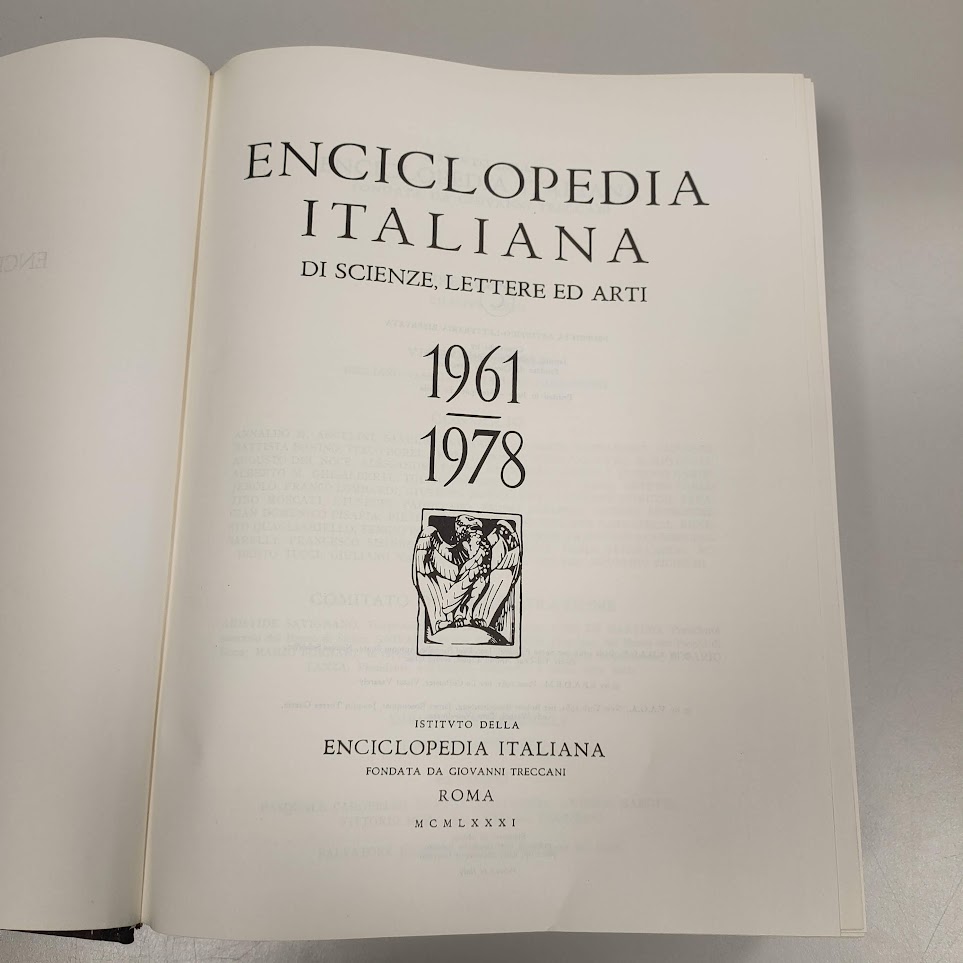 ENCICLOPEDIA
ITALIANA
DI SCIENZE, LETTERE ED ARTI
1961
1978
ISTITVTO DELLA
ENCICLOPEDIA ITALIANA
FONDATA DA GIOVANNI TRECCANI
ROMA
MCMLXXXI